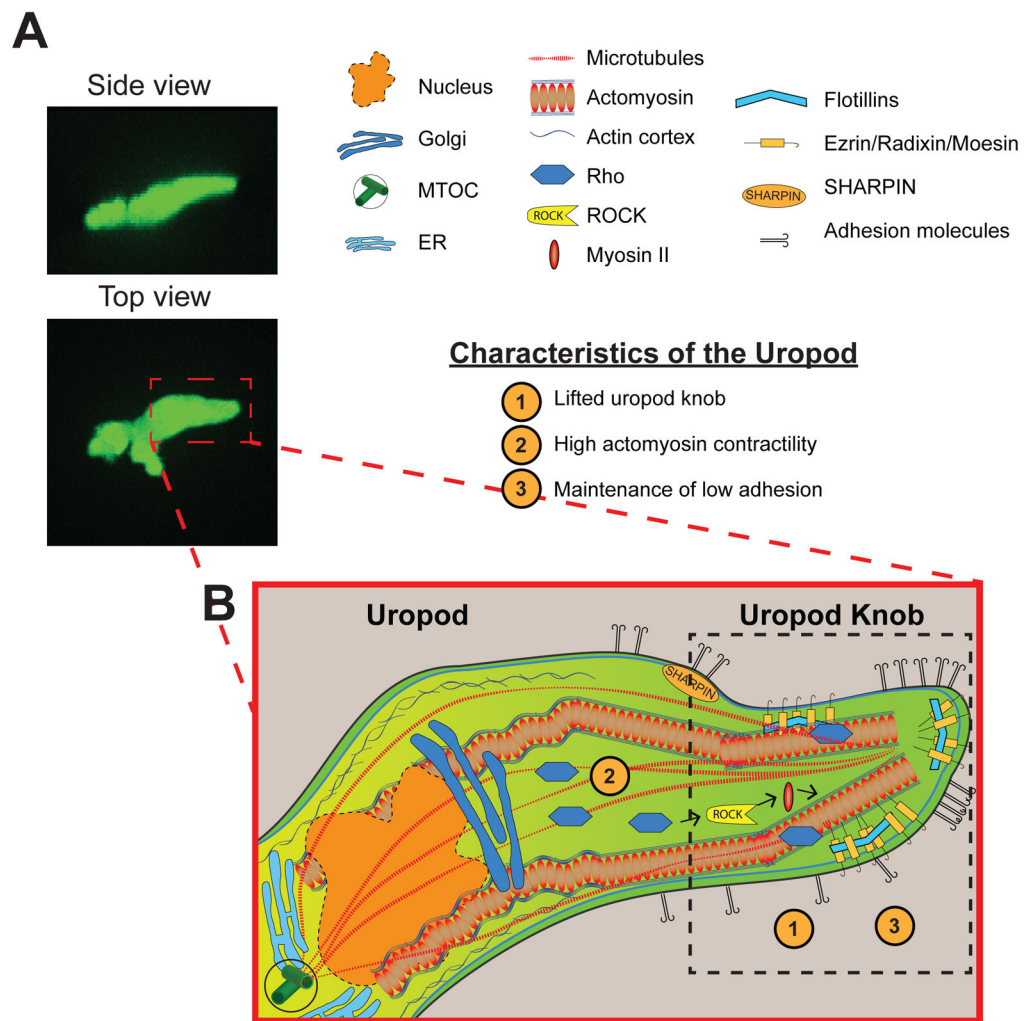 A
Side view
Top view
Nucleus
Golgi
MTOC
ER
Microtubules
Actomyosin
Actin cortex
Rho
ROCK ROCK
Myosin II
Flotillins
Ezrin/Radixin/Moesin
SHARPIN SHARPIN
Adhesion molecules
Characteristics of the Uropod
1 Lifted uropod knob
2 High actomyosin contractility
3 Maintenance of low adhesion
B
Uropod
Uropod Knob
SHARPIN
2
ROCK
1
3